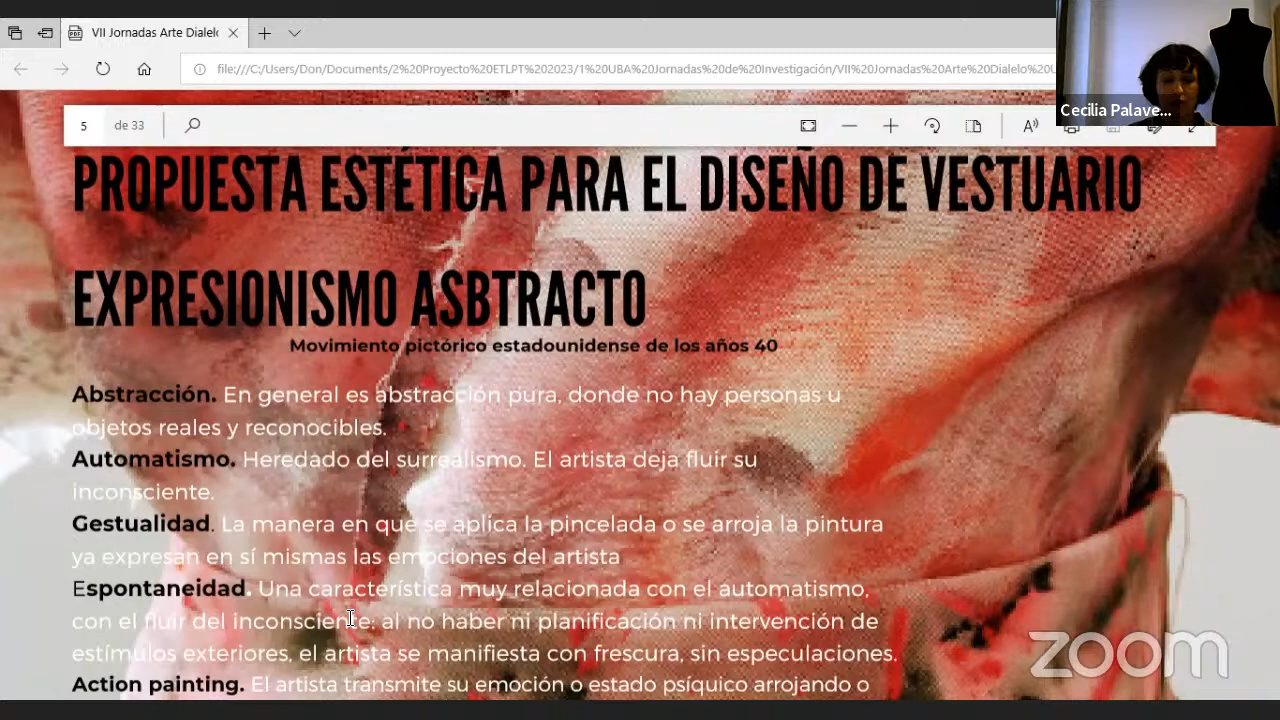 VII Jornadas Arte Dialelo
file:///C:/Users/Don/Documents/2%20Proyecto%20ETLPT%202023/1%20UBA%20Jornadas%20de%20Investigación/VII%20Jornadas%20Arte%20Dialelo%20
Cecilia Palave...
5 de 33
PROPUESTA ESTÉTICA PARA EL DISEÑO DE VESTUARIO
EXPRESIONISMO ASBTRACTO
Movimiento pictórico estadounidense de los años 40
Abstracción. En general es abstracción pura, donde no hay personas u
objetos reales y reconocibles.
Automatismo. Heredado del surrealismo. El artista deja fluir su
inconsciente.
Gestualidad. La manera en que se aplica la pincelada o se arroja la pintura
ya expresan en sí mismas las emociones del artista
Espontaneidad. Una característica muy relacionada con el automatismo,
con el fluir del inconsciente: al no haber ni planificación ni intervención de
estímulos exteriores, el artista se manifiesta con frescura, sin especulaciones.
Action painting. El artista transmite su emoción o estado psíquico arrojando o
zoom